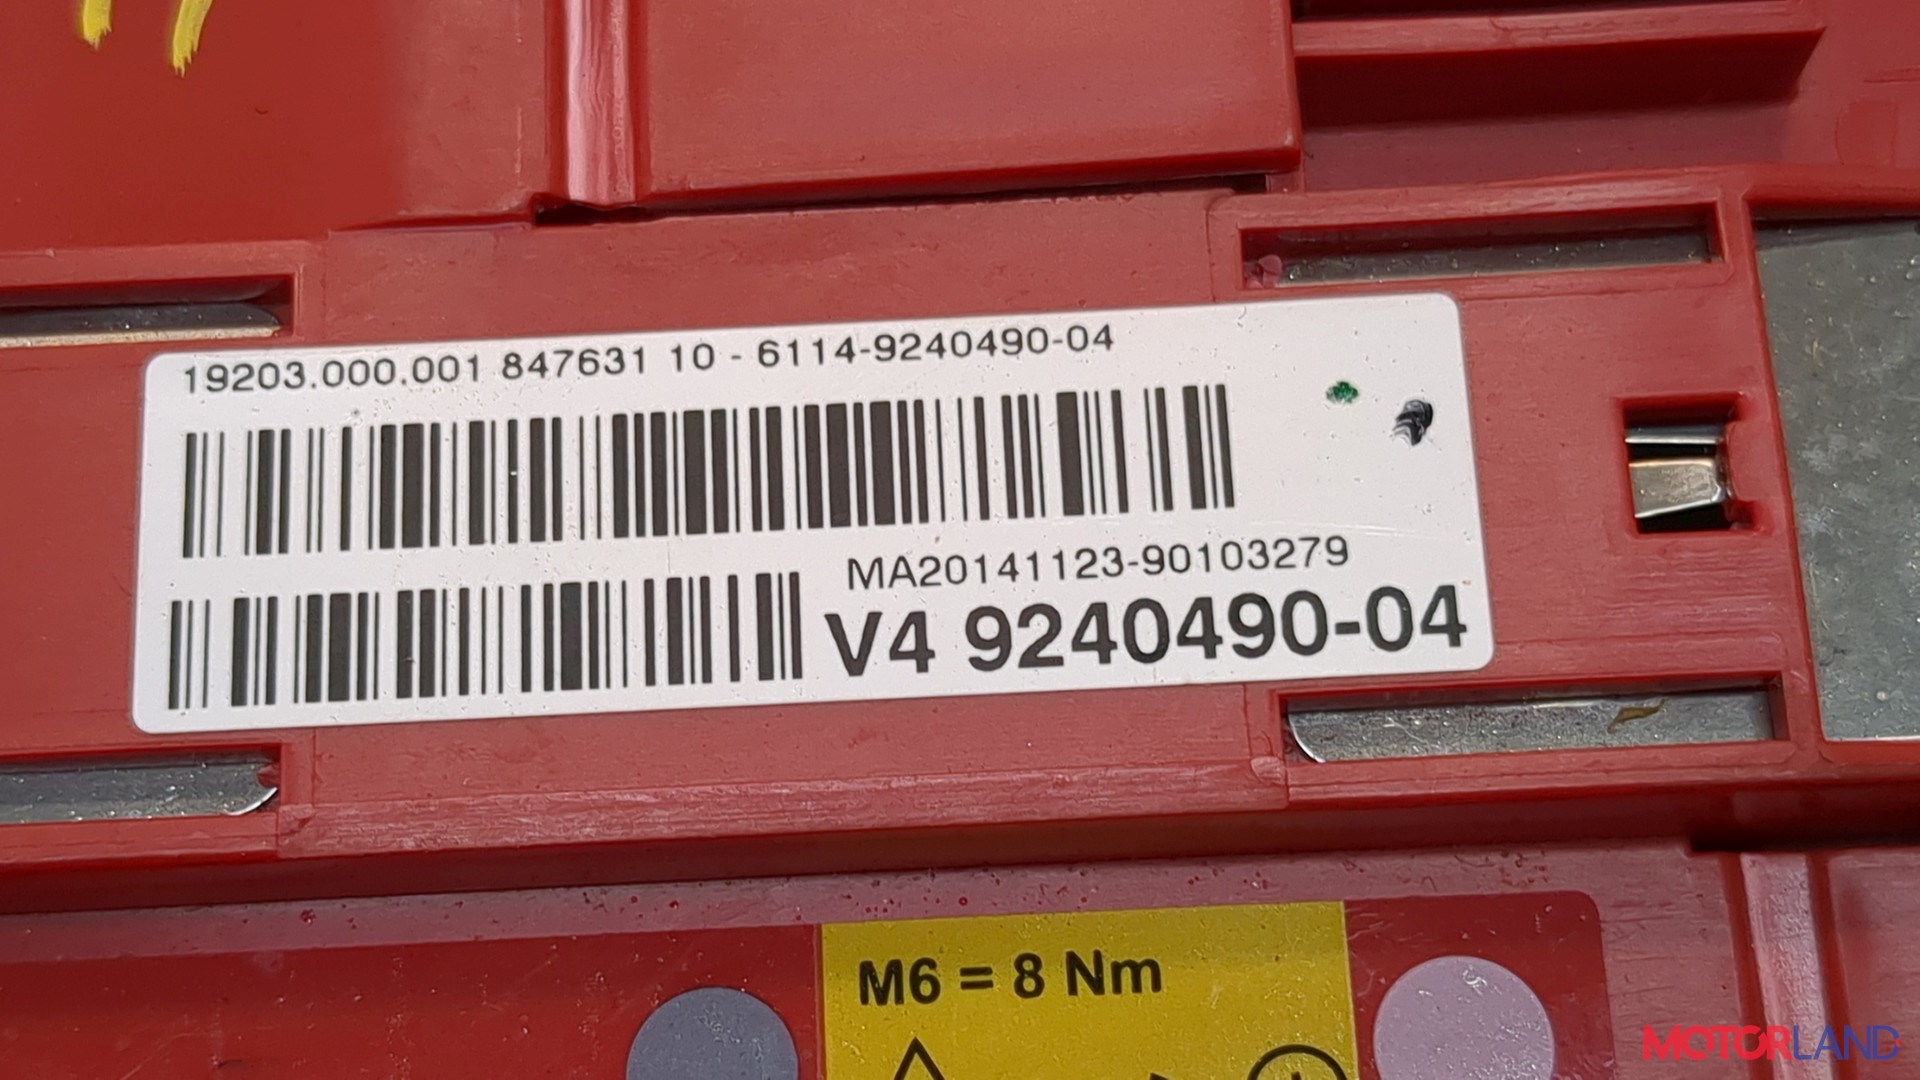 19203.000.001 847631 10 - 6114-9240490-04
MA20141123-90103279
V4 9240490-04
M6 = 8 Nm
MOTORLAND